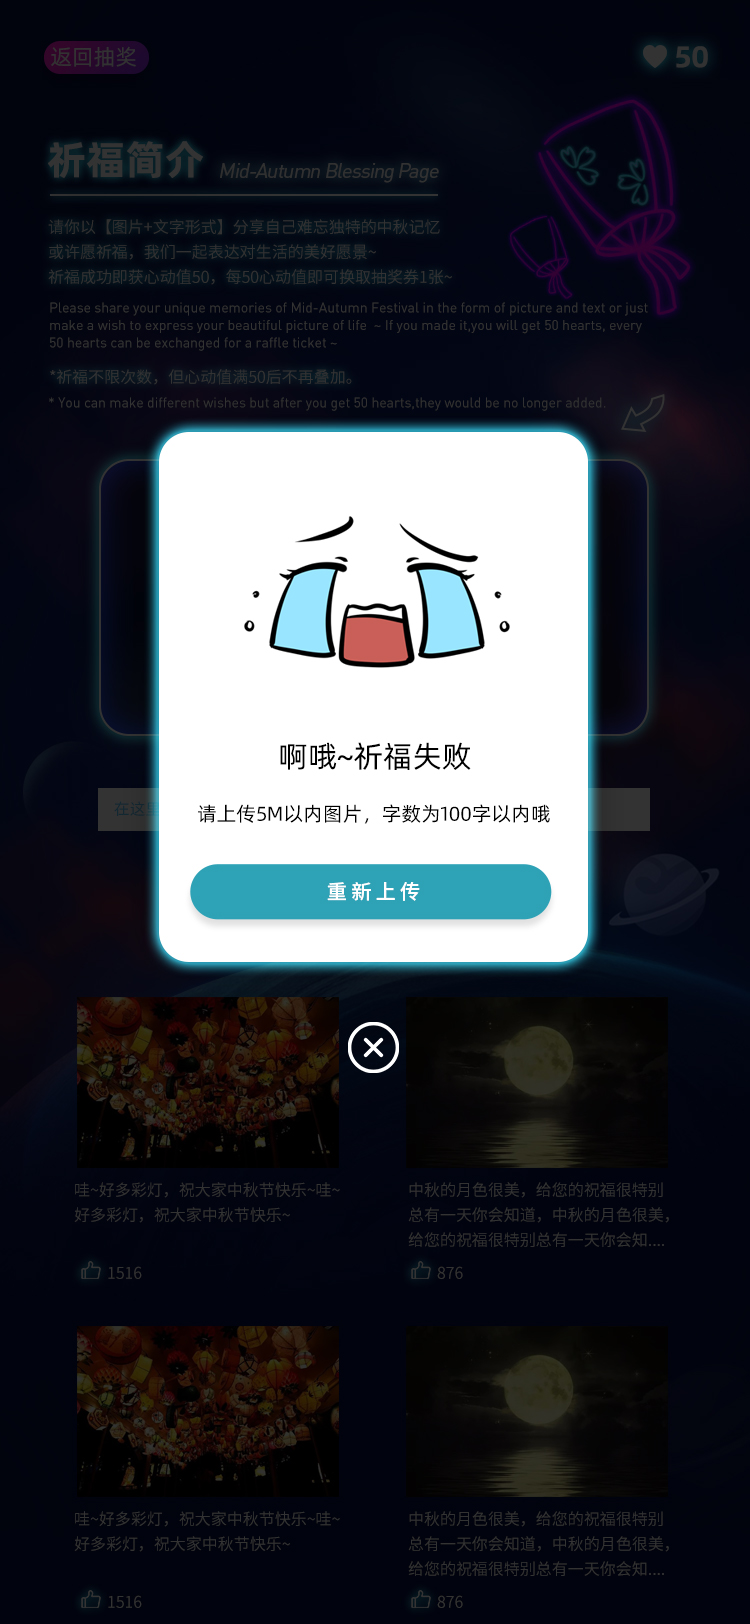 返回抽奖
50
祈福简介 Mid-Autumn Blessing Page
请你以【图片+文字形式】分享自己难忘独特的中秋记忆
或许愿祈福，我们一起表达对生活的美好愿景~
祈福成功即获心动值50，每50心动值即可换取抽奖券1张~
Please share your unique memories of Mid-Autumn Festival in the form of picture and text or just
make a wish to express your beautiful picture of life ~ If you made it,you will get 50 hearts, every
50 hearts can be exchanged for a raffle ticket ~
*祈福不限次数，但心动值满50后不再叠加。
* You can make different wishes but after you get 50 hearts,they would be no longer added.
啊哦~祈福失败
在这里
请上传5M以内图片，字数为100字以内哦
重新上传
哇~好多彩灯，祝大家中秋节快乐~哇~
好多彩灯，祝大家中秋节快乐~
1516
中秋的月色很美，给您的祝福很特别
总有一天你会知道，中秋的月色很美，
给您的祝福很特别总有一天你会知....
876
哇~好多彩灯，祝大家中秋节快乐~哇~
好多彩灯，祝大家中秋节快乐~
1516
中秋的月色很美，给您的祝福很特别
总有一天你会知道，中秋的月色很美，
给您的祝福很特别总有一天你会知....
876